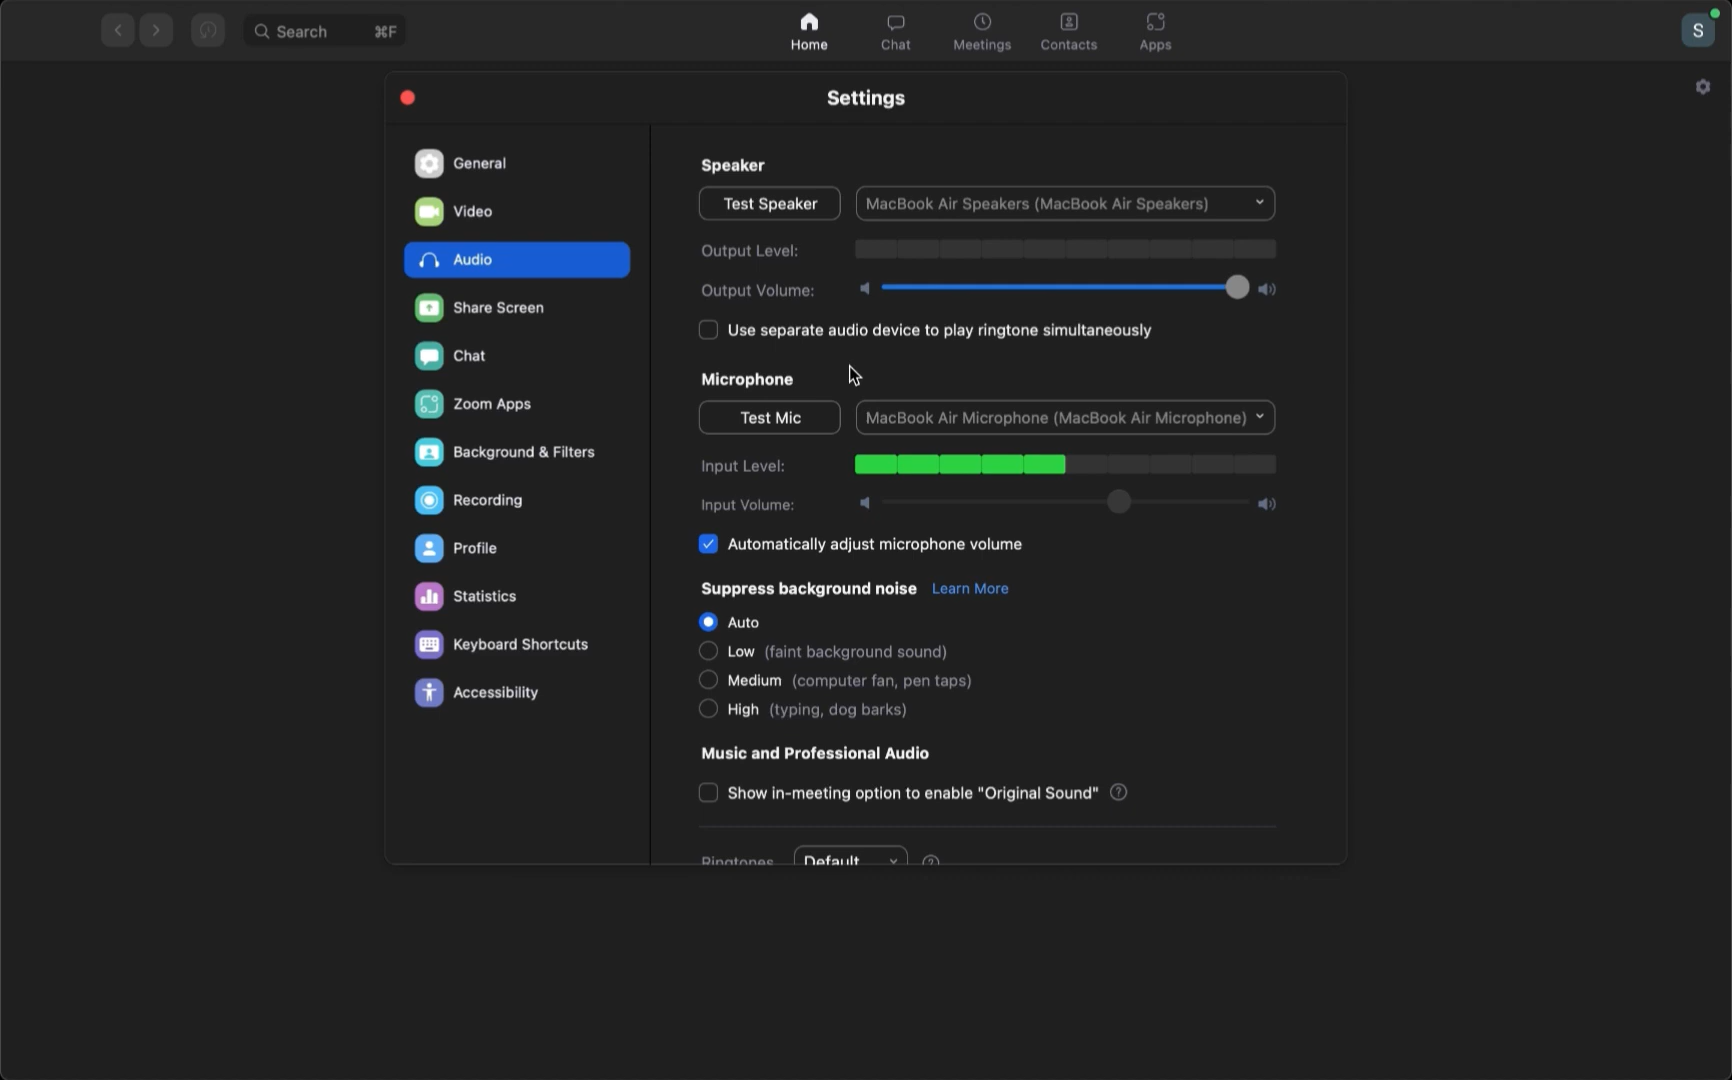 Search ⌘F
Home
Chat
Meetings
Contacts
Apps
S
Settings
General
Video
Audio
Share Screen
Chat
Zoom Apps
Background & Filters
Recording
Profile
Statistics
Keyboard Shortcuts
Accessibility
Speaker
Test Speaker
MacBook Air Speakers (MacBook Air Speakers)
Output Level:
Output Volume:
Use separate audio device to play ringtone simultaneously
Microphone
Test Mic
MacBook Air Microphone (MacBook Air Microphone)
Input Level:
Input Volume:
Automatically adjust microphone volume
Suppress background noise Learn More
Auto
Low (faint background sound)
Medium (computer fan, pen taps)
High (typing, dog barks)
Music and Professional Audio
Show in-meeting option to enable "Original Sound" ?
Ringtones Default ?